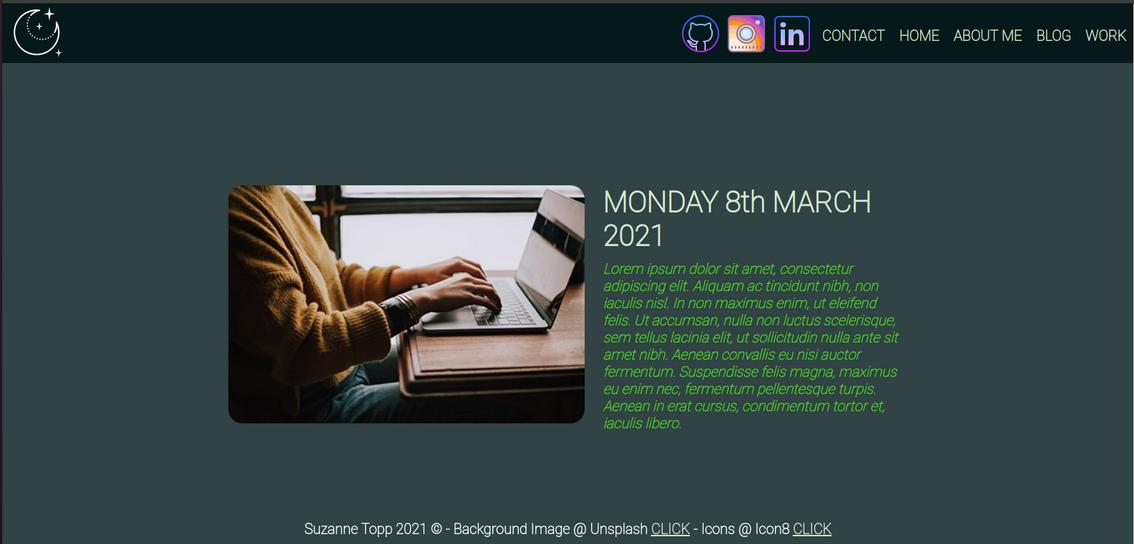 in
CONTACT HOME ABOUT ME BLOG WORK
MONDAY 8th MARCH
2021
Lorem ipsum dolor sit amet, consectetur
adipiscing elit. Aliquam ac tincidunt nibh, non
iaculis nisl. In non maximus enim, ut eleifend
felis. Ut accumsan, nulla non luctus scelerisque,
sem tellus lacinia elit, ut sollicitudin nulla ante sit
amet nibh. Aenean convallis eu nisi auctor
fermentum. Suspendisse felis magna, maximus
eu enim nec, fermentum pellentesque turpis.
Aenean in erat cursus, condimentum tortor et,
iaculis libero.
Suzanne Topp 2021 © - Background Image @ Unsplash CLICK - Icons @ Icon8 CLICK